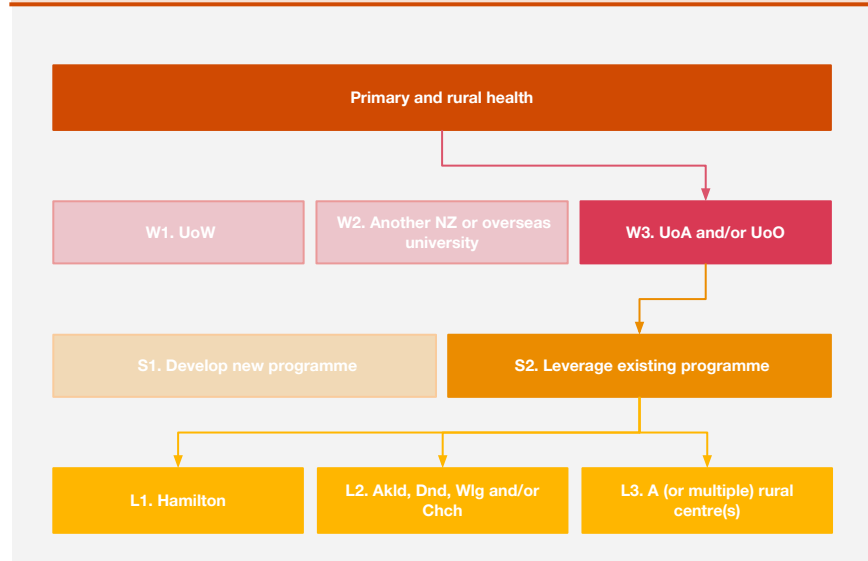 Primary and rural health
W1. UoW
W2. Another NZ or overseas
university
W3. UoA and/or UoO
S1. Develop new programme
S2. Leverage existing programme
L1. Hamilton
L2. Akld, Dnd, Wlg and/or
Chch
L3. A (or multiple) rural
centre(s)